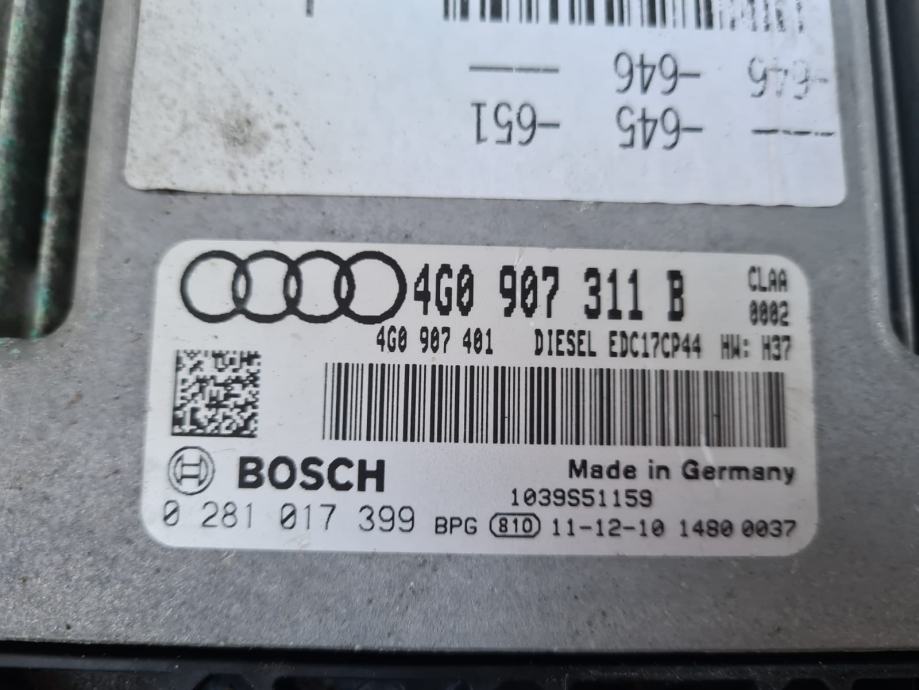 -646 -646
-651 -645
4G0 907 311 B CLAA
0002
4G0 907 401 DIESEL EDC17CP44 HW: H37
BOSCH Made in Germany
1039S51159
0 281 017 399 BPG 810 11-12-10 1480 0037